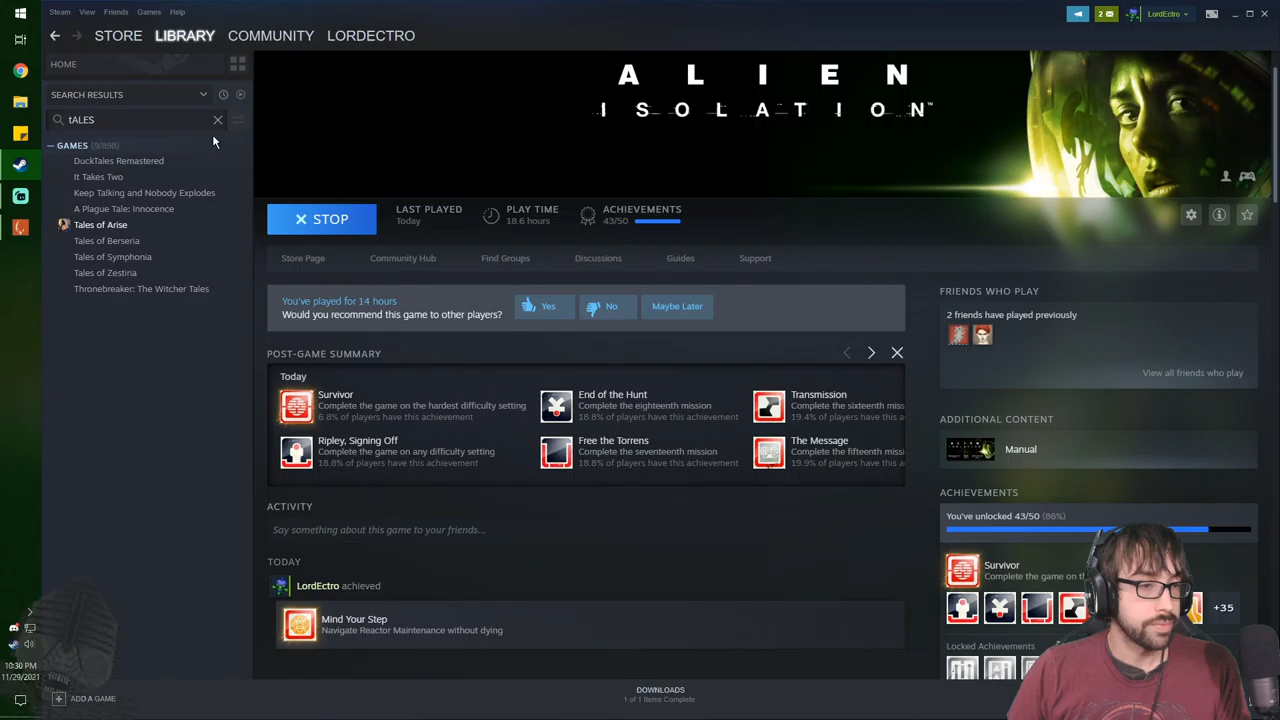 Steam View Friends Games Help
2
LordEctro
STORE LIBRARY COMMUNITY LORDECTRO
HOME
SEARCH RESULTS
tALES
GAMES (9/898)
DuckTales Remastered
It Takes Two
Keep Talking and Nobody Explodes
A Plague Tale: Innocence
Tales of Arise
Tales of Berseria
Tales of Symphonia
Tales of Zestiria
Thronebreaker: The Witcher Tales
ALIEN
ISOLATION™
STOP
LAST PLAYED
Today
PLAY TIME
18.6 hours
ACHIEVEMENTS
43/50
Store Page Community Hub Find Groups Discussions Guides Support
You've played for 14 hours
Would you recommend this game to other players?
Yes No Maybe Later
POST-GAME SUMMARY
Today
Survivor
Complete the game on the hardest difficulty setting
6.8% of players have this achievement
End of the Hunt
Complete the eighteenth mission
18.8% of players have this achievement
Transmission
Complete the sixteenth miss
19.4% of players have this a
Ripley, Signing Off
Complete the game on any difficulty setting
18.8% of players have this achievement
Free the Torrens
Complete the seventeenth mission
18.8% of players have this achievement
The Message
Complete the fifteenth missi
19.9% of players have this a
ACTIVITY
Say something about this game to your friends...
TODAY
LordEctro achieved
Mind Your Step
Navigate Reactor Maintenance without dying
FRIENDS WHO PLAY
2 friends have played previously
View all friends who play
ADDITIONAL CONTENT
Manual
ACHIEVEMENTS
You've unlocked 43/50 (86%)
Survivor
Complete the game on th
+35
Locked Achievements
DOWNLOADS
1 of 1 Items Complete
ADD A GAME
10:30 PM
11/29/2021